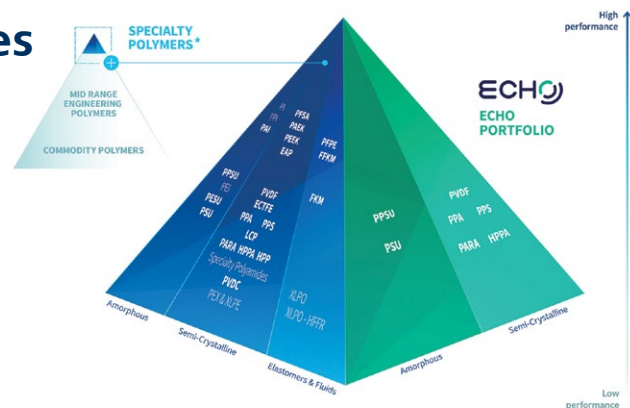 es
SPECIALTY
POLYMERS*
MID RANGE
ENGINEERING
POLYMERS
COMMODITY POLYMERS
High
performance
ECHO
ECHO
PORTFOLIO
PI
TPI
PAI
PFSA
PAEK
PEEK
EAP
PFPE
FFKM
PPSU
PEI
PESU
PSU
PVDF
ECTFE
PPA PPS
LCP
PARA HPPA HPP
Specialty Polyamides
PVDC
PEX & XLPE
FKM
XLPO
XLPO - HFFR
PPSU
PSU
PVDF
PPA PPS
PARA HPPA
Amorphous
Semi-Crystalline
Elastomers & Fluids
Amorphous
Semi-Crystalline
Low
performance